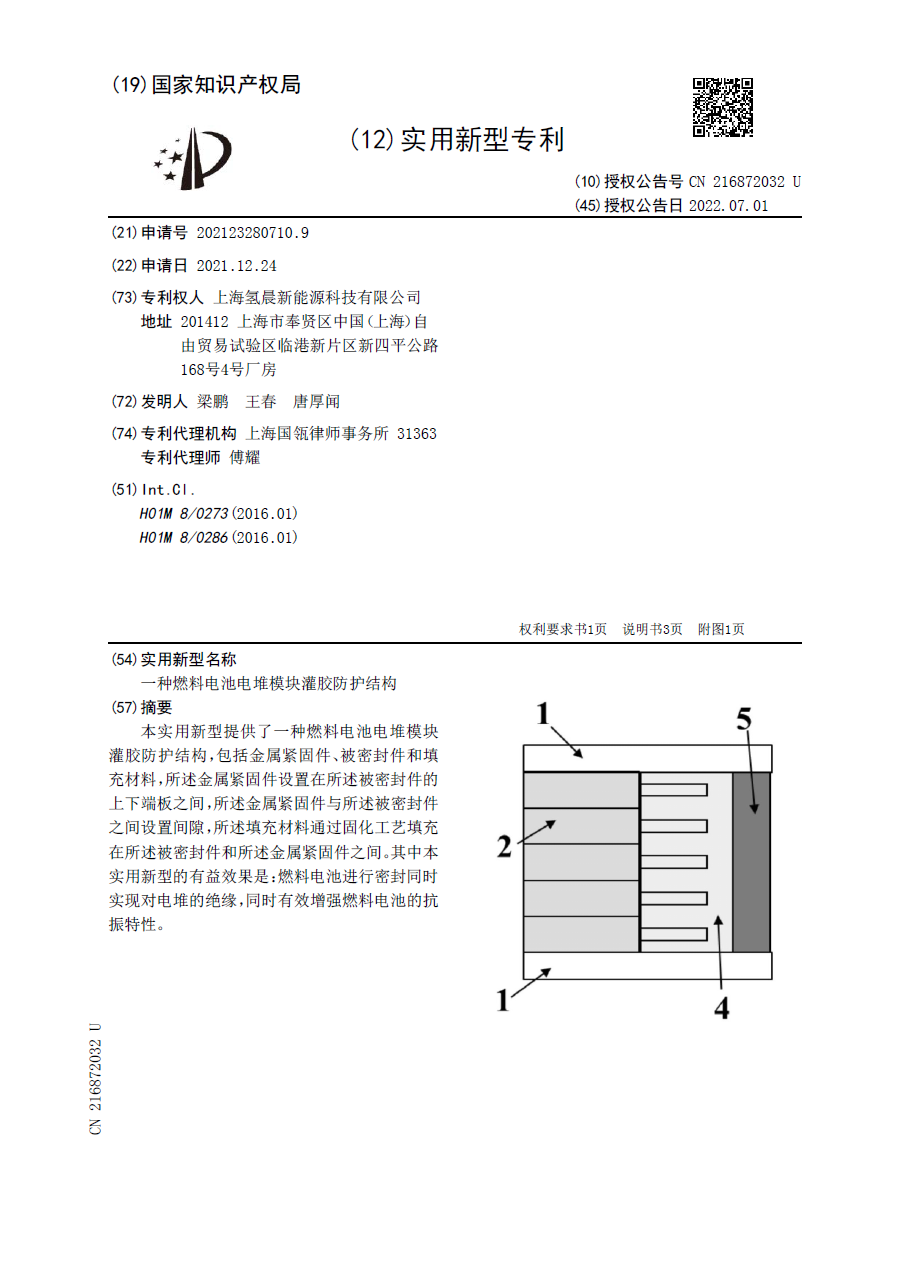 (19)国家知识产权局
(12)实用新型专利
(10)授权公告号 CN 216872032 U
(45)授权公告日 2022.07.01
(21)申请号 202123280710.9
(22)申请日 2021.12.24
(73)专利权人 上海氢晨新能源科技有限公司
地址 201412 上海市奉贤区中国(上海)自
由贸易试验区临港新片区新四平公路
168号4号厂房
(72)发明人 梁鹏 王春 唐厚闻
(74)专利代理机构 上海国瓴律师事务所 31363
专利代理师 傅耀
(51)Int.Cl.
H01M 8/0273(2016.01)
H01M 8/0286(2016.01)
权利要求书1页 说明书3页 附图1页
(54)实用新型名称
一种燃料电池电堆模块灌胶防护结构
(57)摘要
本实用新型提供了一种燃料电池电堆模块
灌胶防护结构,包括金属紧固件、被密封件和填
充材料,所述金属紧固件设置在所述被密封件的
上下端板之间,所述金属紧固件与所述被密封件
之间设置间隙,所述填充材料通过固化工艺填充
在所述被密封件和所述金属紧固件之间。其中本
实用新型的有益效果是:燃料电池进行密封同时
实现对电堆的绝缘,同时有效增强燃料电池的抗
振特性。
1
5
2
1
4
CN 216872032 U